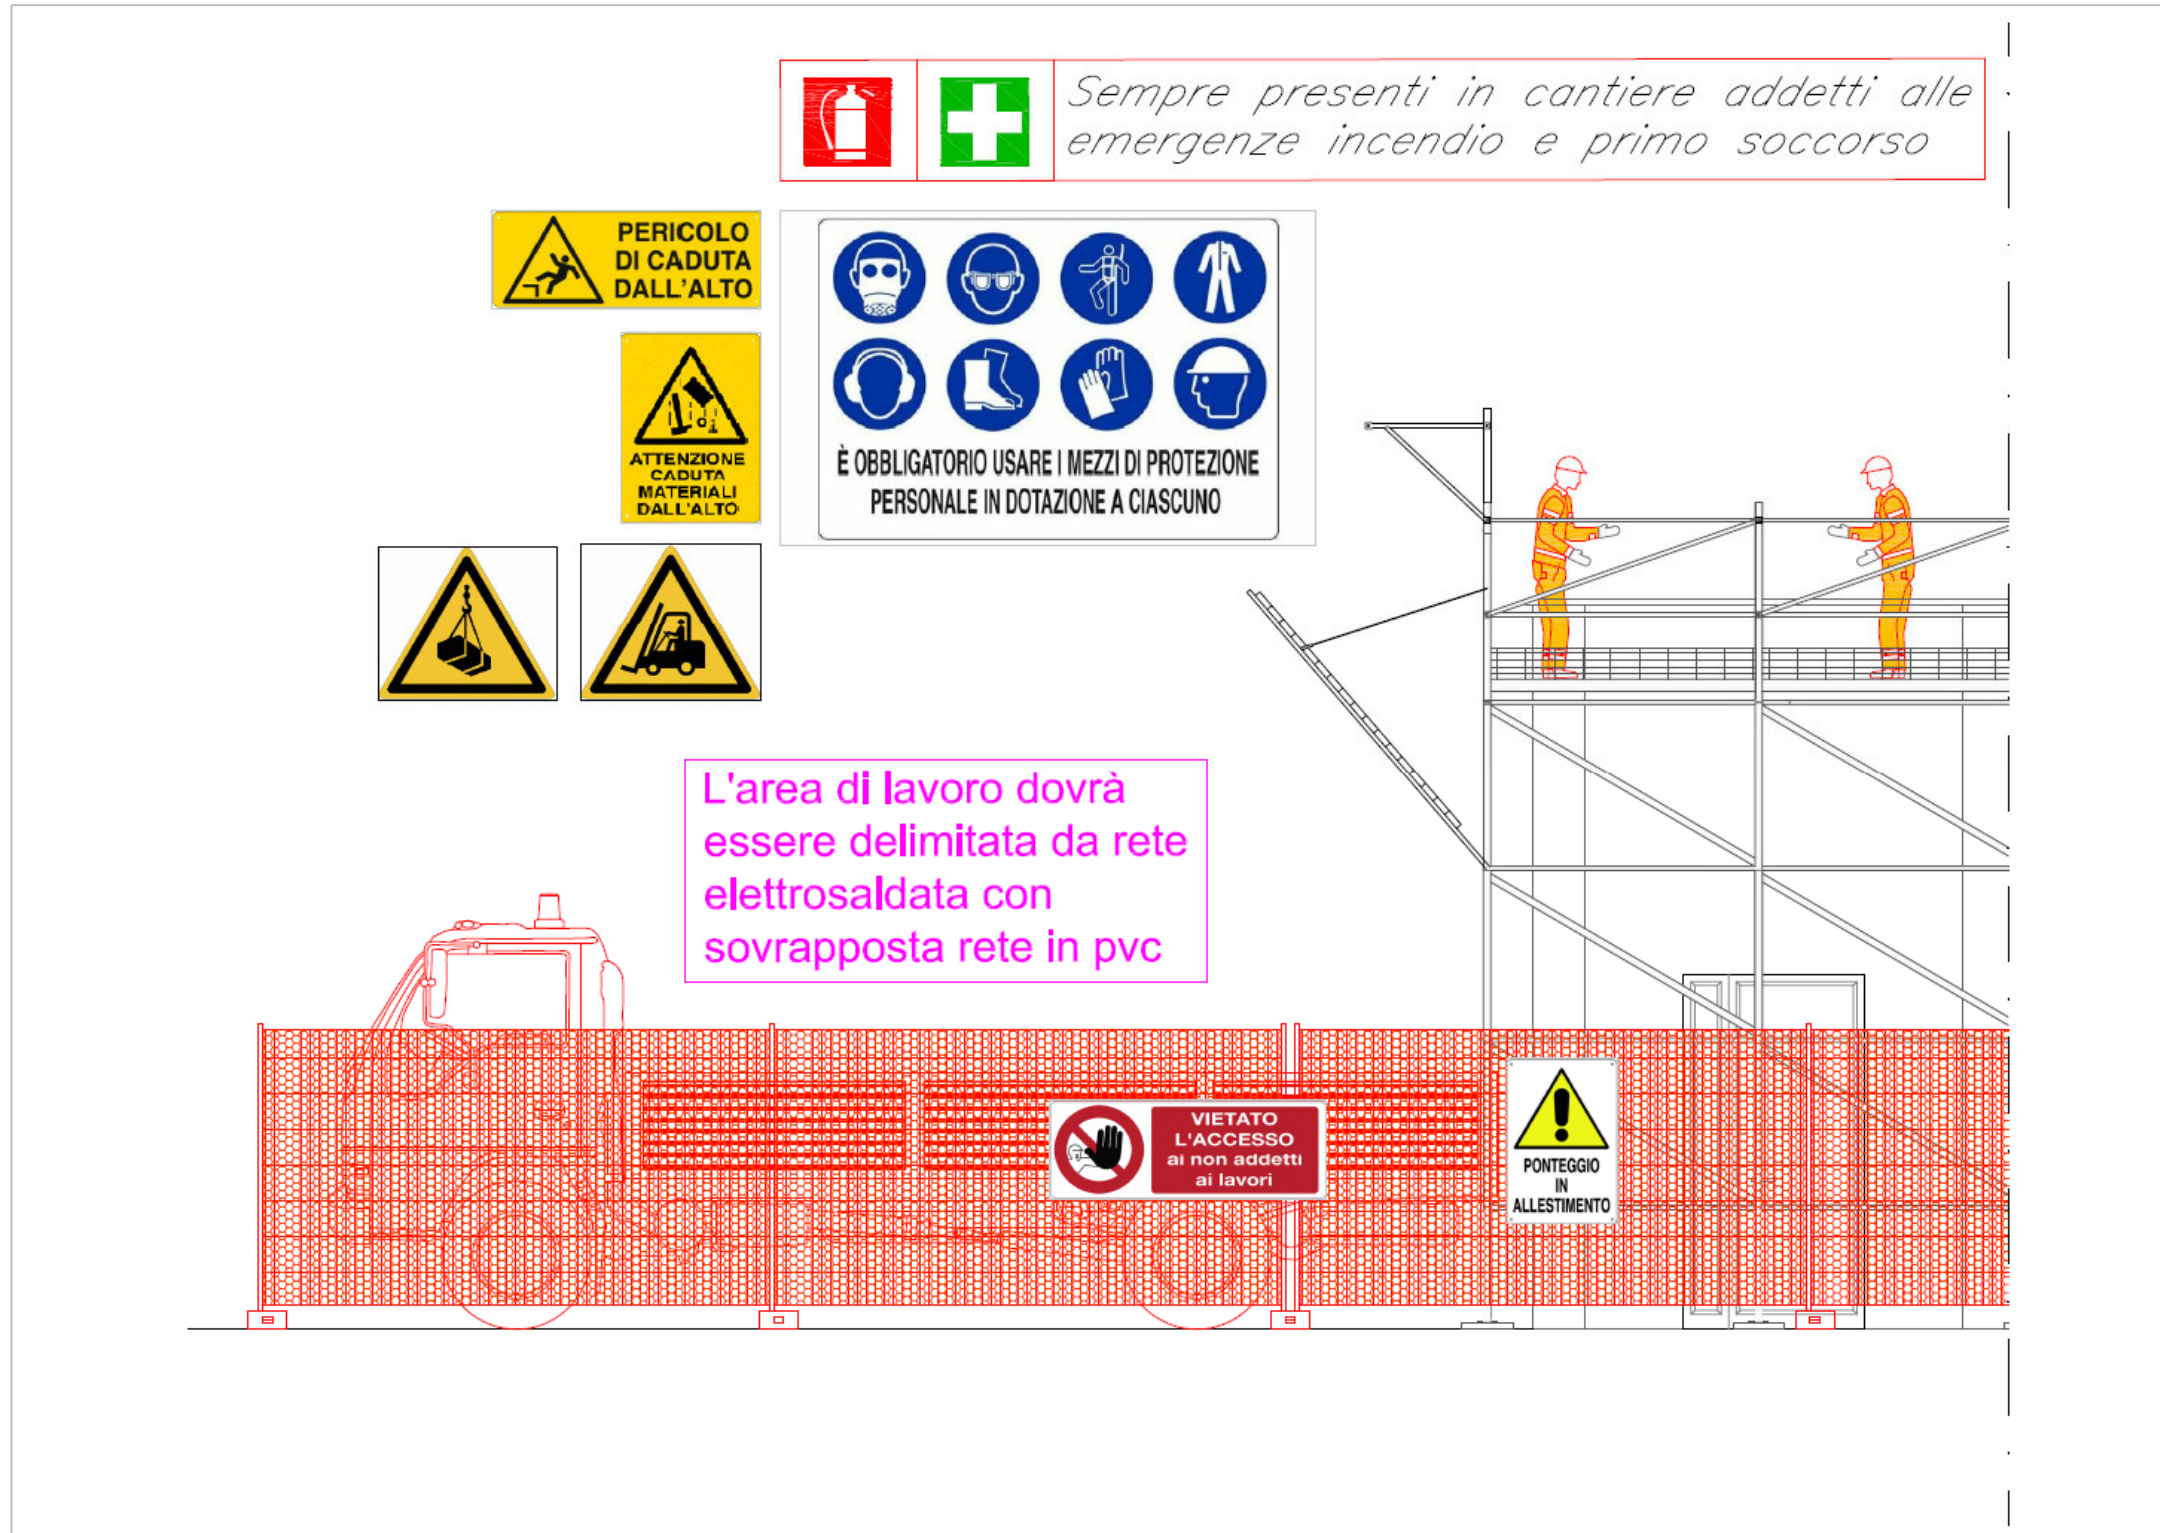 Sempre presenti in cantiere addetti alle
emergenze incendio e primo soccorso
PERICOLO
DI CADUTA
DALL'ALTO
ATTENZIONE
CADUTA
MATERIALI
DALL'ALTO
È OBBLIGATORIO USARE I MEZZI DI PROTEZIONE
PERSONALE IN DOTAZIONE A CIASCUNO
L'area di lavoro dovrà
essere delimitata da rete
elettrosaldata con
sovrapposta rete in pvc
VIETATO
L'ACCESSO
ai non addetti
ai lavori
PONTEGGIO
IN
ALLESTIMENTO